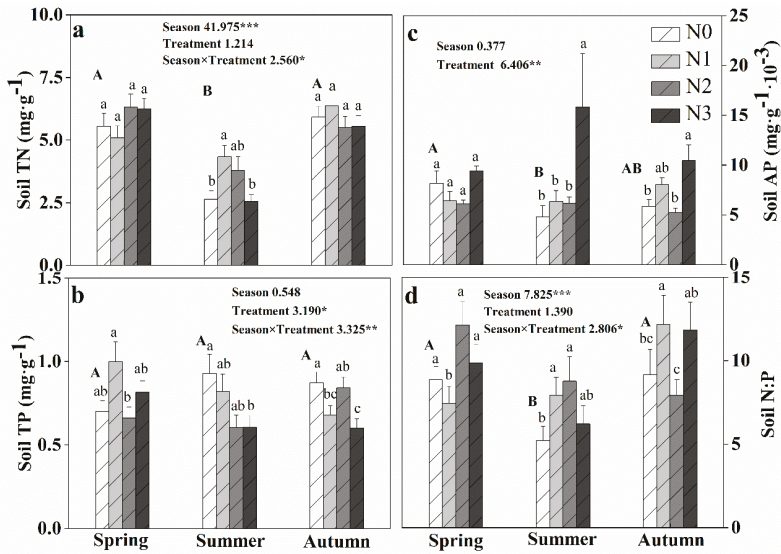 a
Season 41.975***
Treatment 1.214
Season×Treatment 2.560*
A
B
A
a a a a
b a ab b
a a a a
10.0
7.5
5.0
2.5
0.0
Soil TN (mg·g⁻¹)
c
Season 0.377
Treatment 6.406**
N0
N1
N2
N3
A
B
AB
a a a a
b b b a
b ab b a
25
20
15
10
5
0
Soil AP (mg·g⁻¹·10⁻³)
b
Season 0.548
Treatment 3.190*
Season×Treatment 3.325**
A
A
A
ab a b ab
a ab ab b
a bc ab c
1.5
1.0
0.5
0.0
Soil TP (mg·g⁻¹)
Spring Summer Autumn
d
Season 7.825***
Treatment 1.390
Season×Treatment 2.806*
A
B
A
a b a a
b a a ab
bc a c ab
15
10
5
0
Soil N:P
Spring Summer Autumn